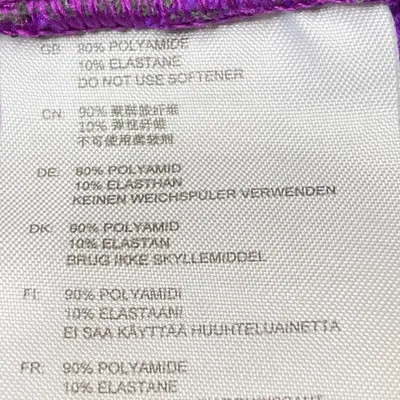 GB: 90% POLYAMIDE
10% ELASTANE
DO NOT USE SOFTENER
CN: 90% 聚酰胺纤维
10% 弹性纤维
不可使用柔软剂
DE: 90% POLYAMID
10% ELASTHAN
KEINEN WEICHSPÜLER VERWENDEN
DK: 90% POLYAMID
10% ELASTAN
BRUG IKKE SKYLLEMIDDEL
FI: 90% POLYAMIDI
10% ELASTAANI
EI SAA KÄYTTÄÄ HUUHTELUAINETTA
FR: 90% POLYAMIDE
10% ELASTANE